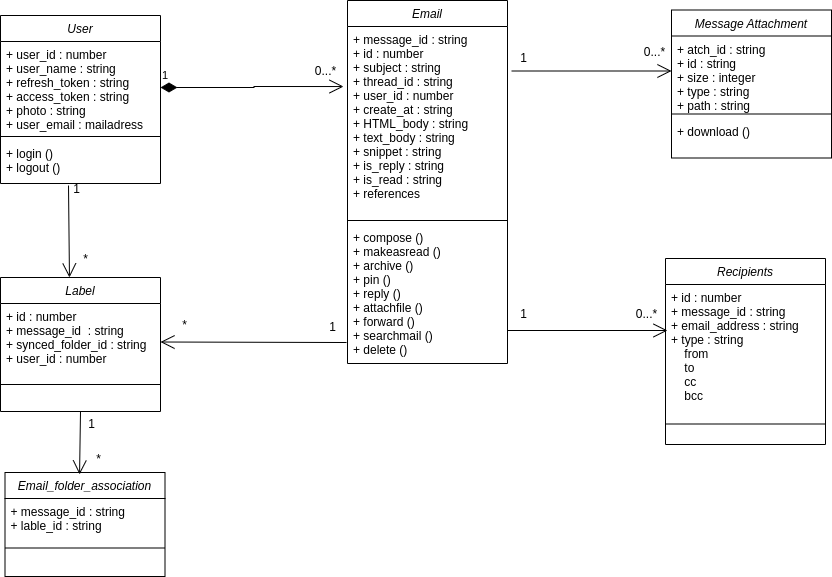 User
+ user_id : number
+ user_name : string
+ refresh_token : string
+ access_token : string
+ photo : string
+ user_email : mailadress
+ login ()
+ logout ()
1
0...*
Email
+ message_id : string
+ id : number
+ subject : string
+ thread_id : string
+ user_id : number
+ create_at : string
+ HTML_body : string
+ text_body : string
+ snippet : string
+ is_reply : string
+ is_read : string
+ references
+ compose ()
+ makeasread ()
+ archive ()
+ pin ()
+ reply ()
+ attachfile ()
+ forward ()
+ searchmail ()
+ delete ()
1
0...*
Message Attachment
+ atch_id : string
+ id : string
+ size : integer
+ type : string
+ path : string
+ download ()
1
*
Label
+ id : number
+ message_id  : string
+ synced_folder_id : string
+ user_id : number
*
1
1
0...*
Recipients
+ id : number
+ message_id : string
+ email_address : string
+ type : string
from
to
cc
bcc
1
*
Email_folder_association
+ message_id : string
+ lable_id : string